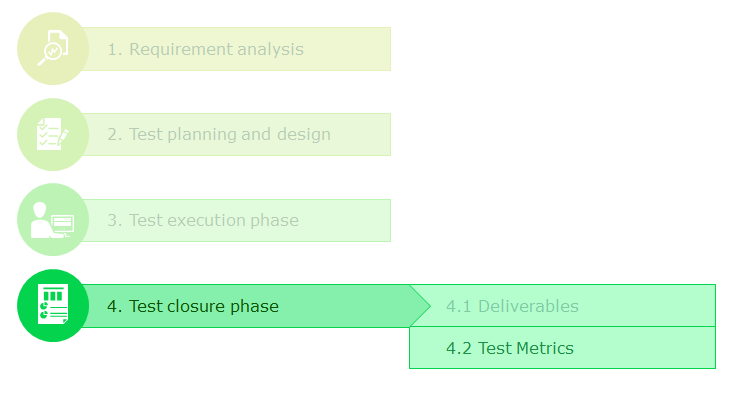 1. Requirement analysis
2. Test planning and design
3. Test execution phase
4. Test closure phase
4.1 Deliverables
4.2 Test Metrics